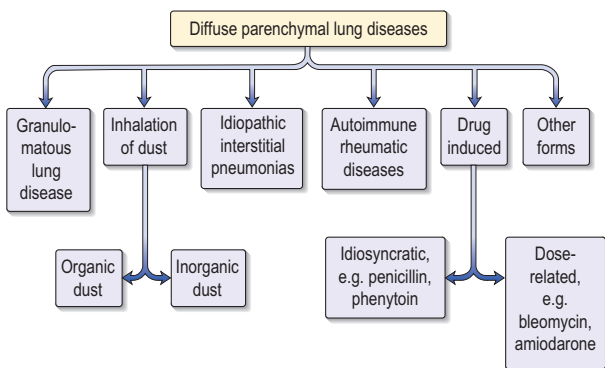 Diffuse parenchymal lung diseases
Granulo-
matous
lung
disease
Inhalation
of dust
Idiopathic
interstitial
pneumonias
Autoimmune
rheumatic
diseases
Drug
induced
Other
forms
Organic
dust
Inorganic
dust
Idiosyncratic,
e.g. penicillin,
phenytoin
Dose-
related,
e.g.
bleomycin,
amiodarone